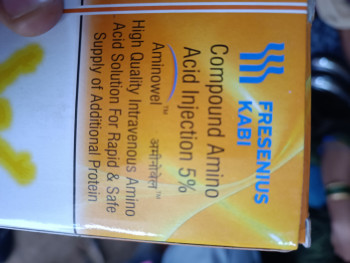 FRESENIUS
KABI
Compound Amino
Acid Injection 5%
Aminowel™ अमीनोवेल™
High Quality Intravenous Amino
Acid Solution For Rapid & Safe
Supply of Additional Protein